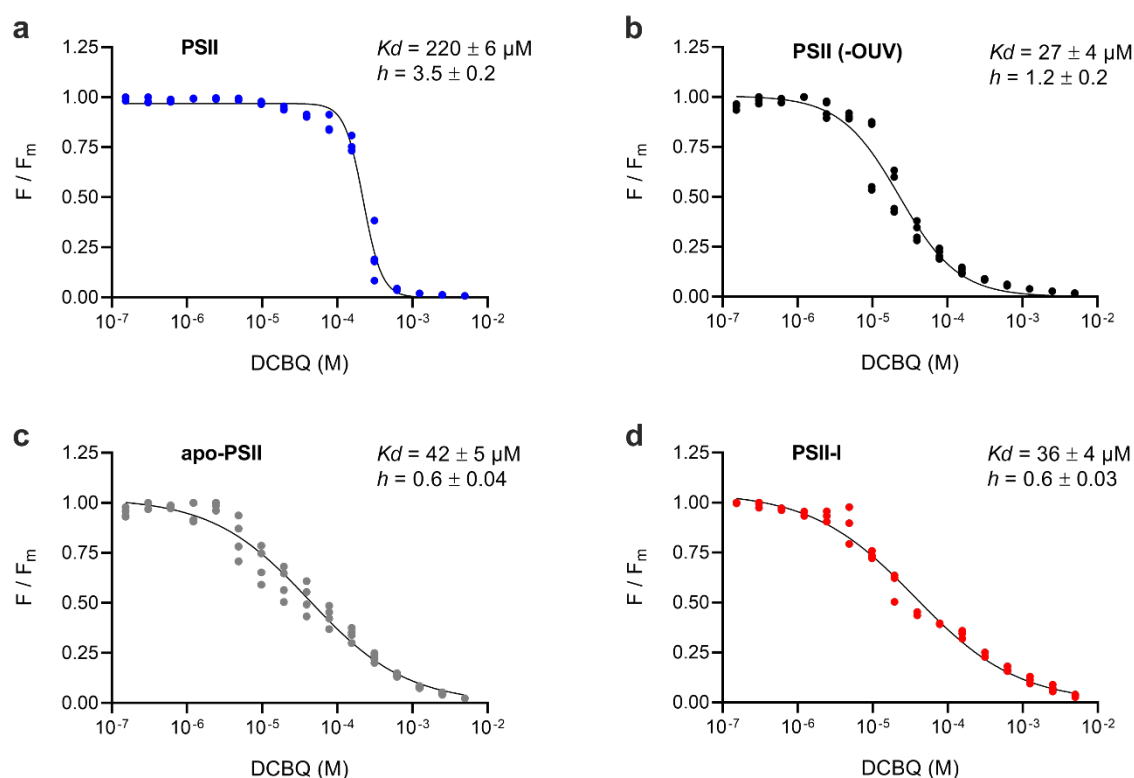 a
PSII
Kd = 220 ± 6 µM
h = 3.5 ± 0.2
1.25
1.00
0.75
0.50
0.25
0.00
F / Fₘ
10⁻⁷ 10⁻⁶ 10⁻⁵ 10⁻⁴ 10⁻³ 10⁻²
DCBQ (M)
b
PSII (-OUV)
Kd = 27 ± 4 µM
h = 1.2 ± 0.2
1.25
1.00
0.75
0.50
0.25
0.00
F / Fₘ
10⁻⁷ 10⁻⁶ 10⁻⁵ 10⁻⁴ 10⁻³ 10⁻²
DCBQ (M)
c
apo-PSII
Kd = 42 ± 5 µM
h = 0.6 ± 0.04
1.25
1.00
0.75
0.50
0.25
0.00
F / Fₘ
10⁻⁷ 10⁻⁶ 10⁻⁵ 10⁻⁴ 10⁻³ 10⁻²
DCBQ (M)
d
PSII-I
Kd = 36 ± 4 µM
h = 0.6 ± 0.03
1.25
1.00
0.75
0.50
0.25
0.00
F / Fₘ
10⁻⁷ 10⁻⁶ 10⁻⁵ 10⁻⁴ 10⁻³ 10⁻²
DCBQ (M)